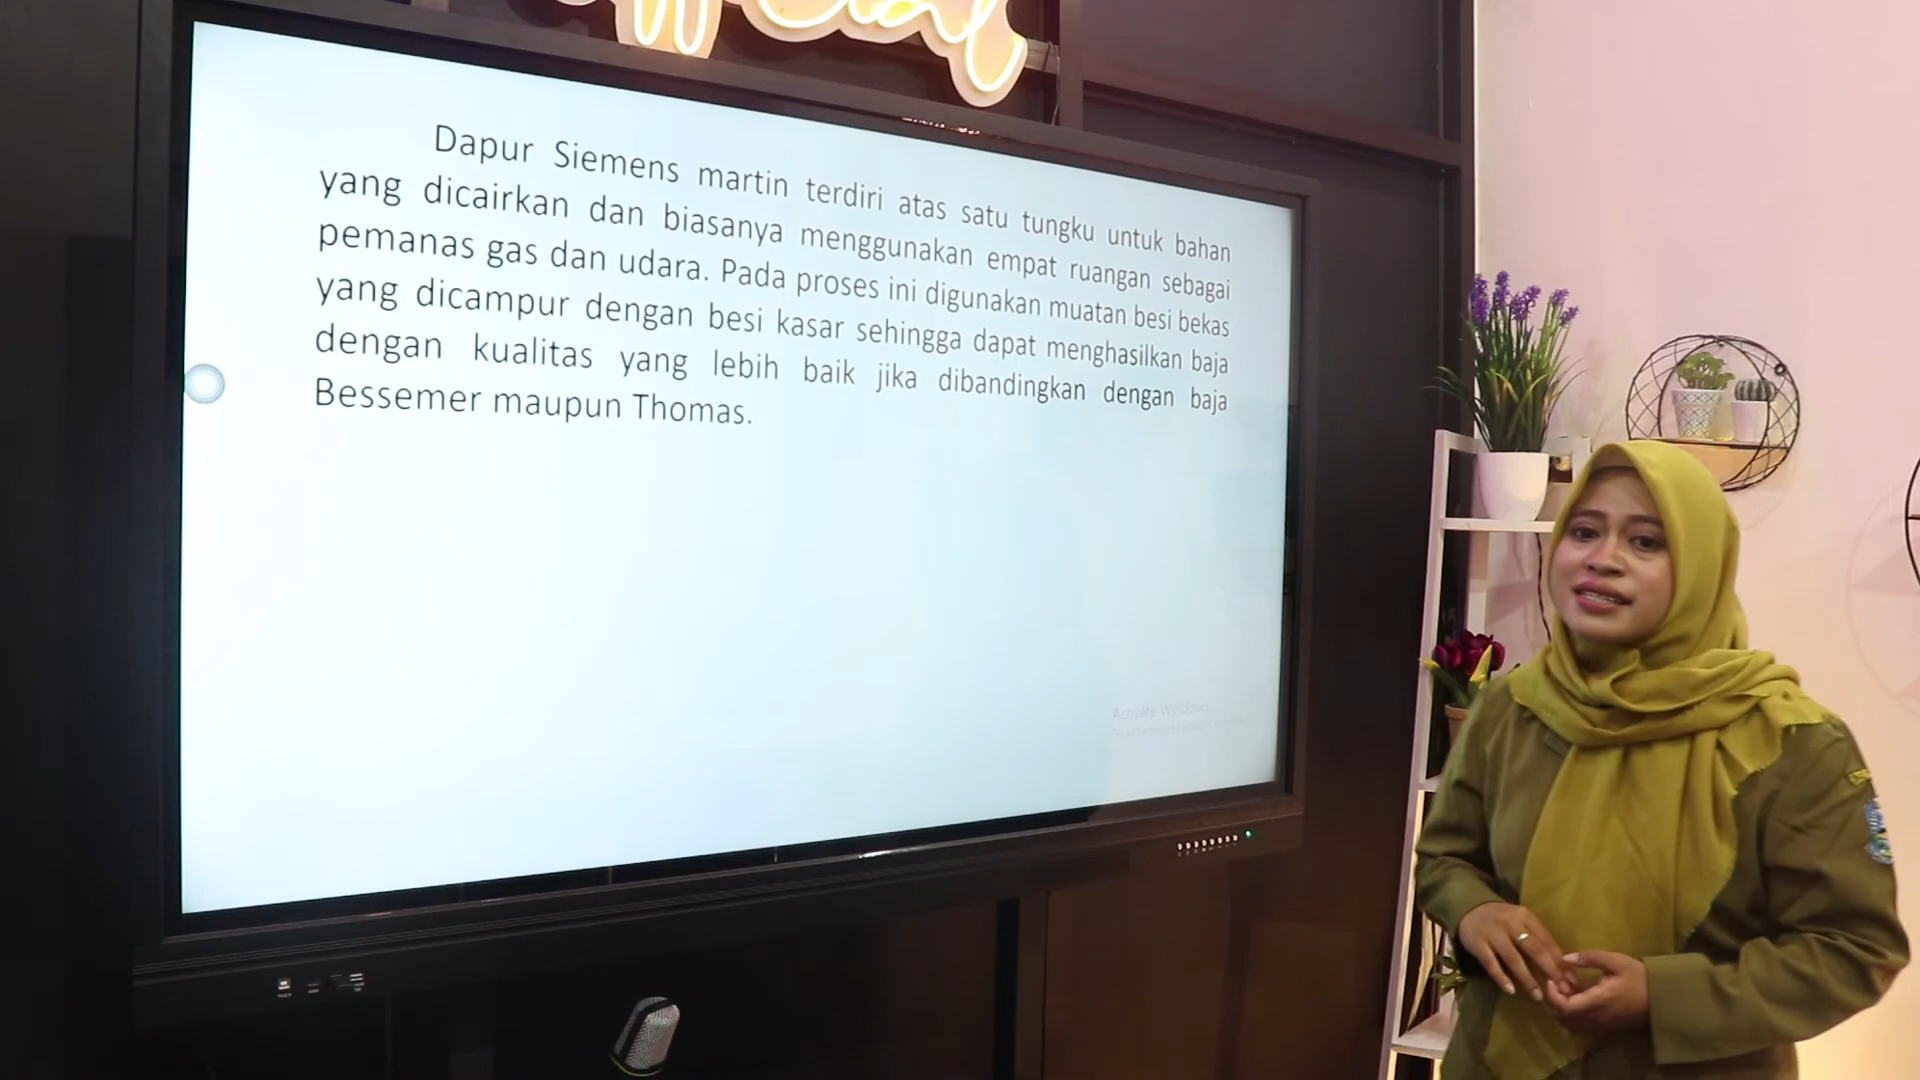 Dapur Siemens martin terdiri atas satu tungku untuk bahan
yang dicairkan dan biasanya menggunakan empat ruangan sebagai
pemanas gas dan udara. Pada proses ini digunakan muatan besi bekas
yang dicampur dengan besi kasar sehingga dapat menghasilkan baja
dengan kualitas yang lebih baik jika dibandingkan dengan baja
Bessemer maupun Thomas.
Activate Windows